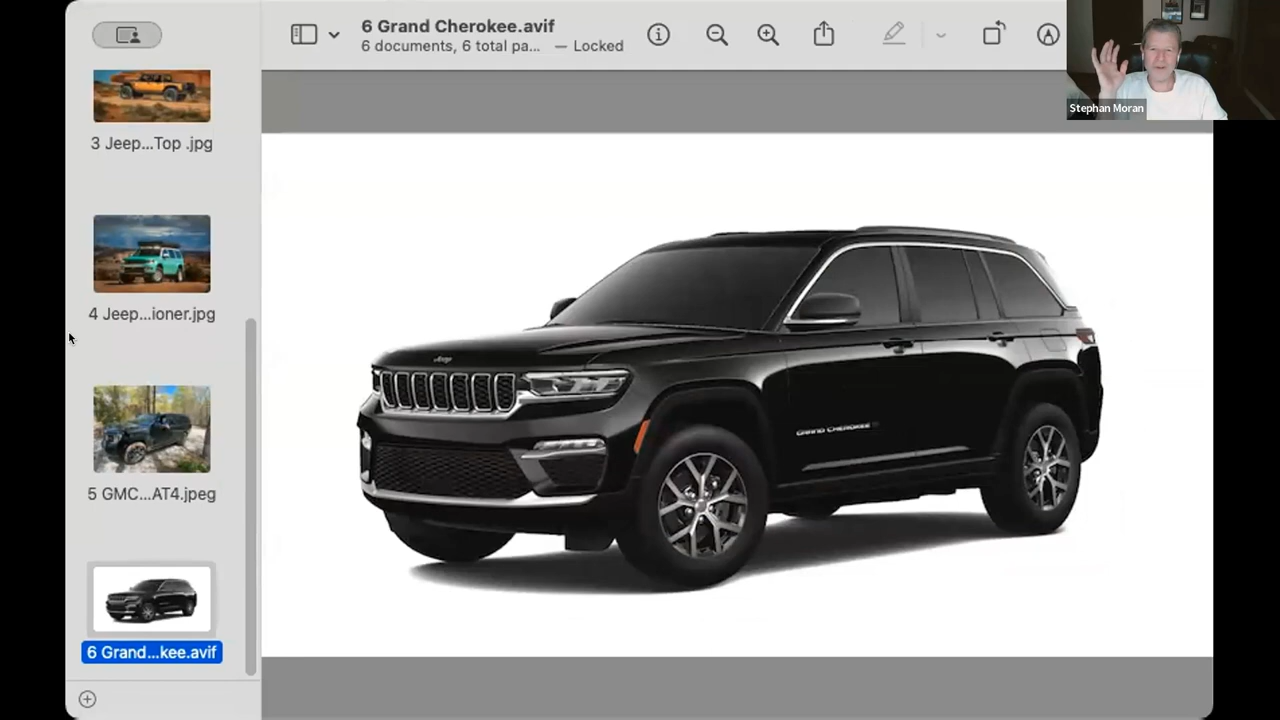 6 Grand Cherokee.avif
6 documents, 6 total pa... — Locked
Stephan Moran
3 Jeep...Top .jpg
4 Jeep...ioner.jpg
5 GMC...AT4.jpeg
6 Grand...kee.avif
Jeep
GRAND CHEROKEE